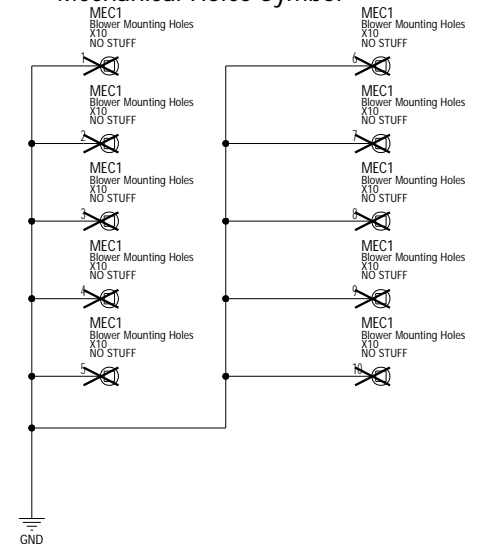 Mechanical Holes Symbol
MEC1
Blower Mounting Holes
X10
NO STUFF
1
MEC1
Blower Mounting Holes
X10
NO STUFF
2
MEC1
Blower Mounting Holes
X10
NO STUFF
3
MEC1
Blower Mounting Holes
X10
NO STUFF
4
MEC1
Blower Mounting Holes
X10
NO STUFF
5
MEC1
Blower Mounting Holes
X10
NO STUFF
6
MEC1
Blower Mounting Holes
X10
NO STUFF
7
MEC1
Blower Mounting Holes
X10
NO STUFF
8
MEC1
Blower Mounting Holes
X10
NO STUFF
9
MEC1
Blower Mounting Holes
X10
NO STUFF
10
GND